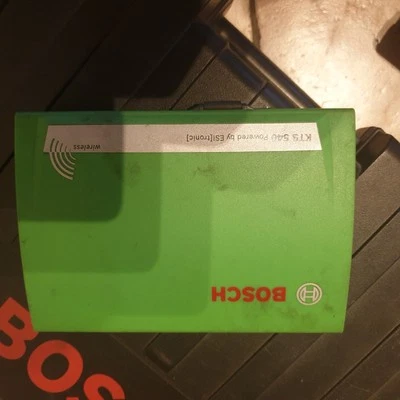 KTS 540 Powered by ESI[tronic]
wireless
BOSCH
BOS